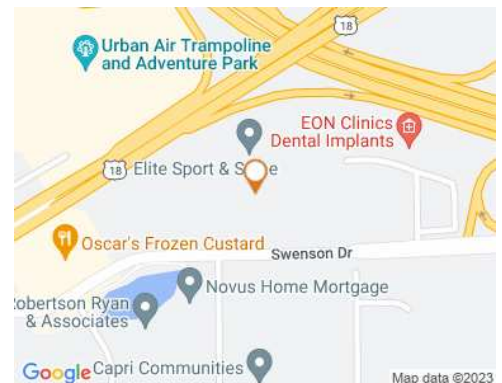 18
Urban Air Trampoline
and Adventure Park
EON Clinics
Dental Implants
18
Elite Sport &
Oscar's Frozen Custard
Swenson Dr
Novus Home Mortgage
Robertson Ryan
& Associates
Capri Communities
Google
Map data ©2023